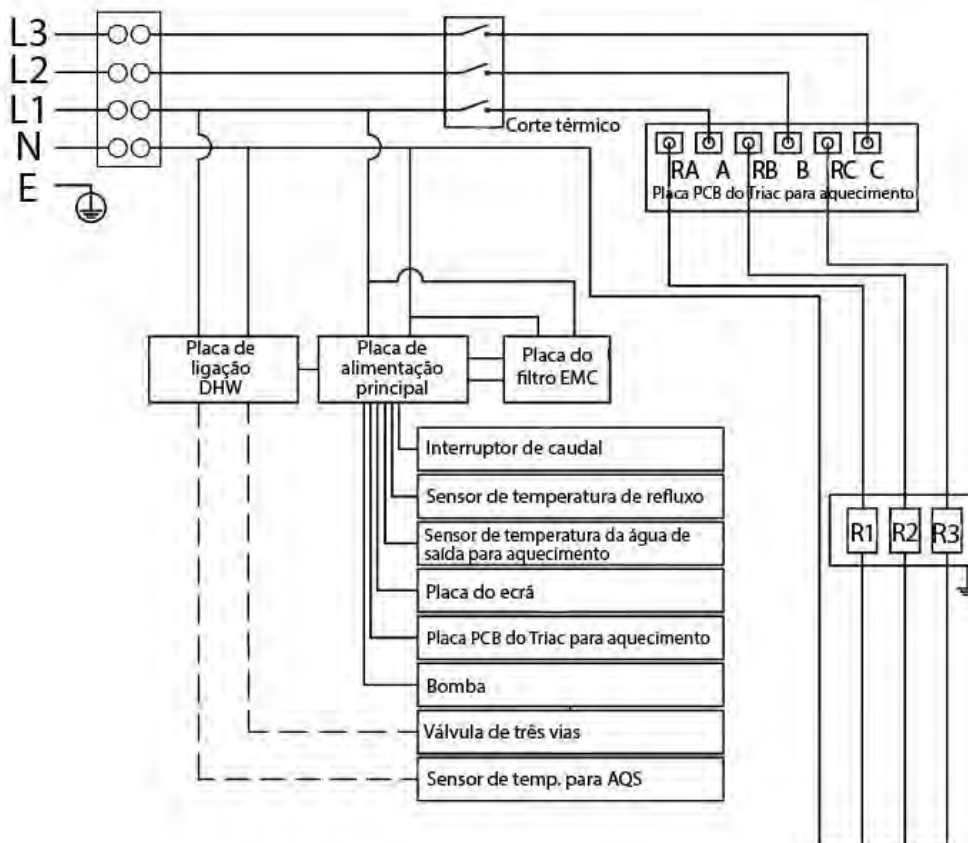 L3
L2
L1
N
E
Corte térmico
RA A RB B RC C
Placa PCB do Triac para aquecimento
Placa de
ligação
DHW
Placa de
alimentação
principal
Placa do
filtro EMC
Interruptor de caudal
Sensor de temperatura de refluxo
Sensor de temperatura da água de
saída para aquecimento
Placa do ecrã
Placa PCB do Triac para aquecimento
Bomba
Válvula de três vias
Sensor de temp. para AQS
R1 R2 R3